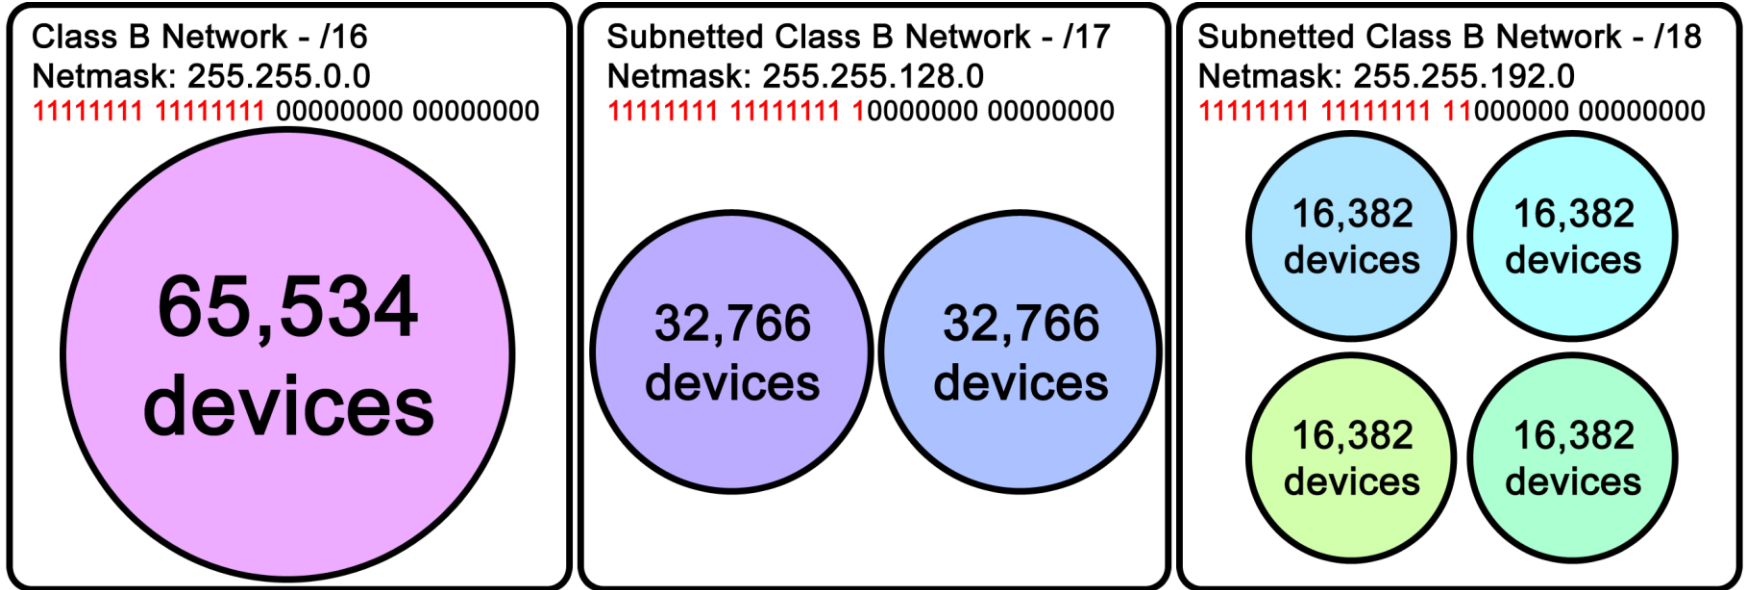 Class B Network - /16
Netmask: 255.255.0.0
11111111 11111111 00000000 00000000
65,534
devices
Subnetted Class B Network - /17
Netmask: 255.255.128.0
11111111 11111111 10000000 00000000
32,766
devices
32,766
devices
Subnetted Class B Network - /18
Netmask: 255.255.192.0
11111111 11111111 11000000 00000000
16,382
devices
16,382
devices
16,382
devices
16,382
devices